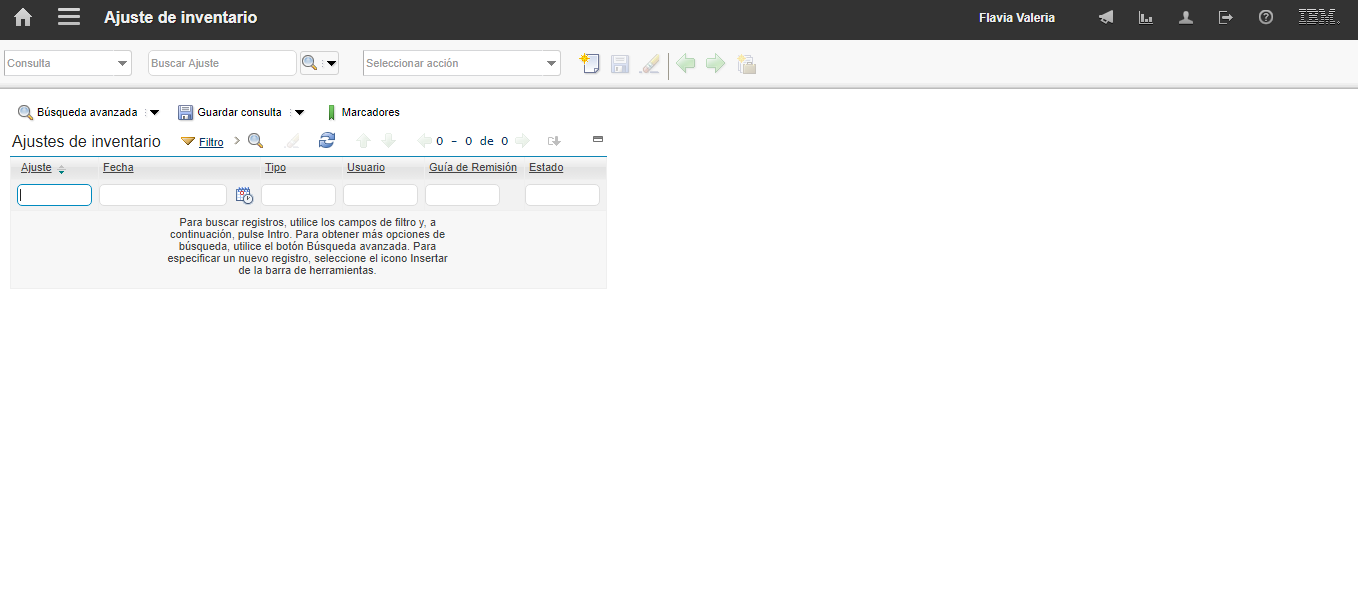 Ajuste de inventario
Flavia Valeria
IBM.
Consulta
Buscar Ajuste
Seleccionar acción
Búsqueda avanzada
Guardar consulta
Marcadores
Ajustes de inventario
Filtro
0 - 0 de 0
Ajuste Fecha Tipo Usuario Guía de Remisión Estado
Para buscar registros, utilice los campos de filtro y, a
continuación, pulse Intro. Para obtener más opciones de
búsqueda, utilice el botón Búsqueda avanzada. Para
especificar un nuevo registro, seleccione el icono Insertar
de la barra de herramientas.